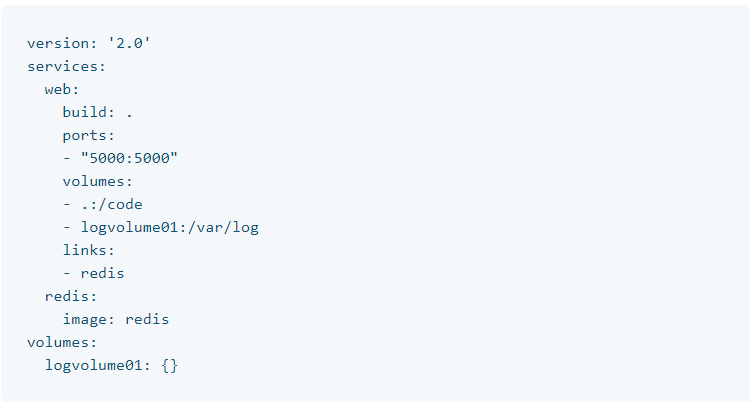 version: '2.0'
services:
  web:
    build: .
    ports:
    - "5000:5000"
    volumes:
    - .:/code
    - logvolume01:/var/log
    links:
    - redis
  redis:
    image: redis
volumes:
  logvolume01: {}